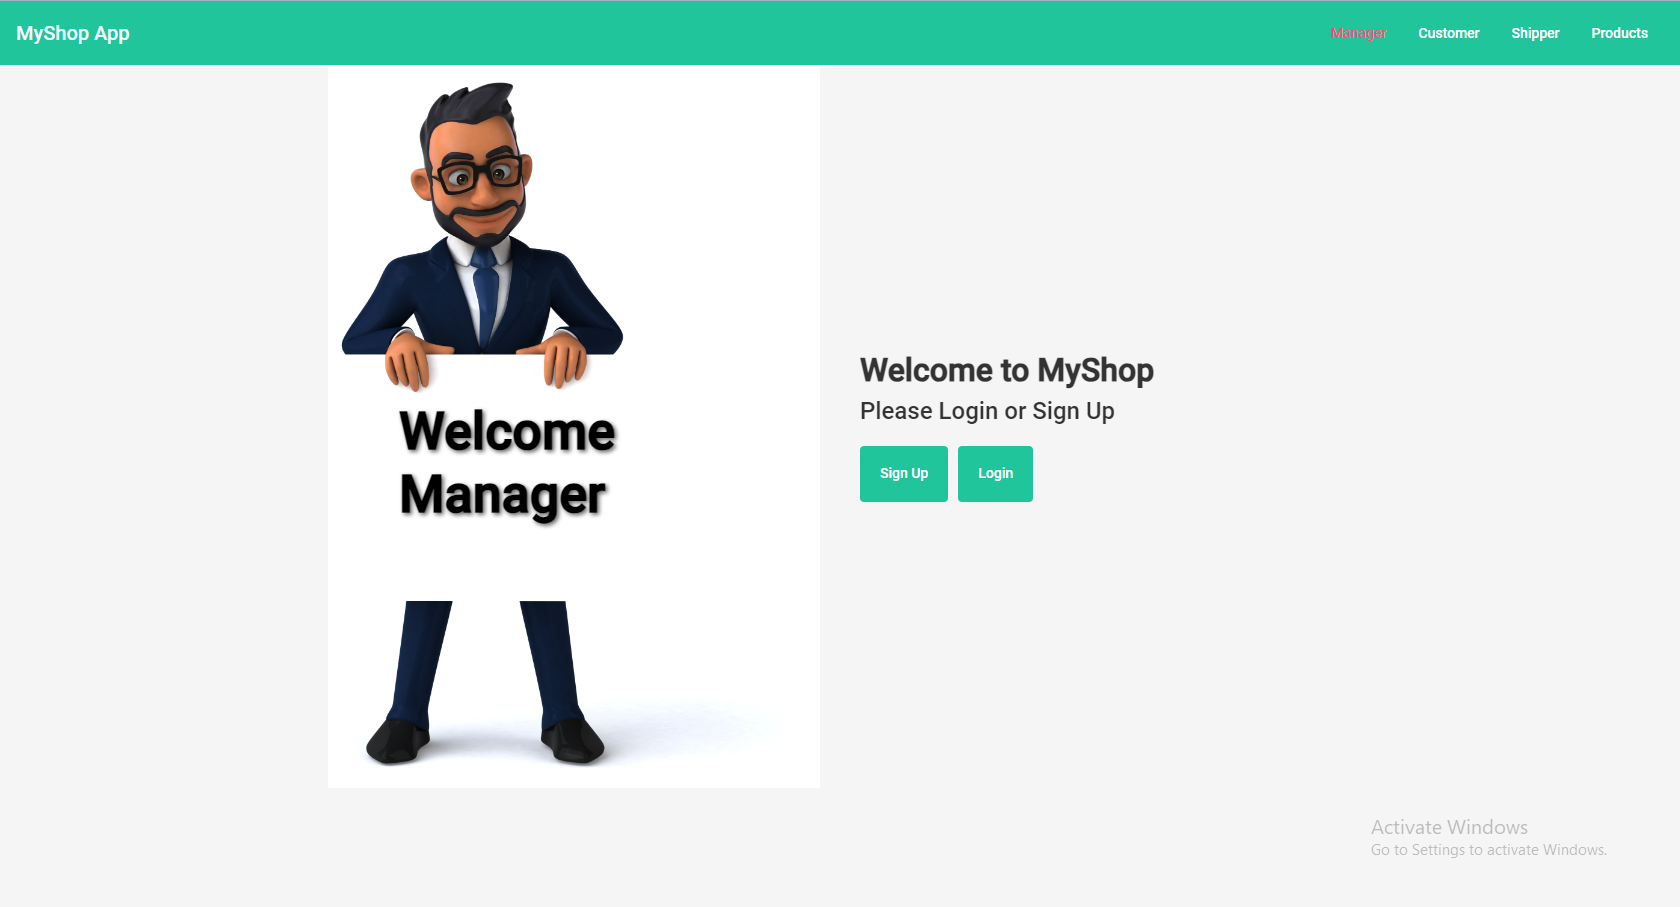 MyShop App
Manager Customer Shipper Products
Welcome
Manager
Welcome to MyShop
Please Login or Sign Up
Sign Up Login
Activate Windows
Go to Settings to activate Windows.